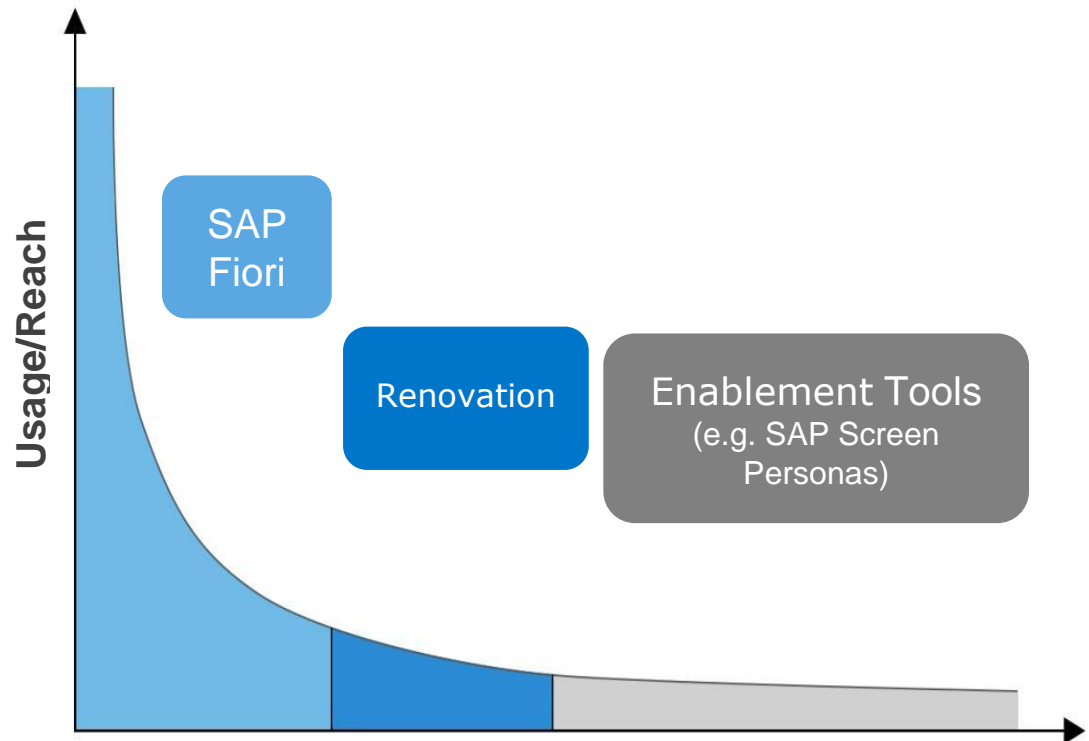 Usage/Reach
SAP
Fiori
Renovation
Enablement Tools
(e.g. SAP Screen
Personas)